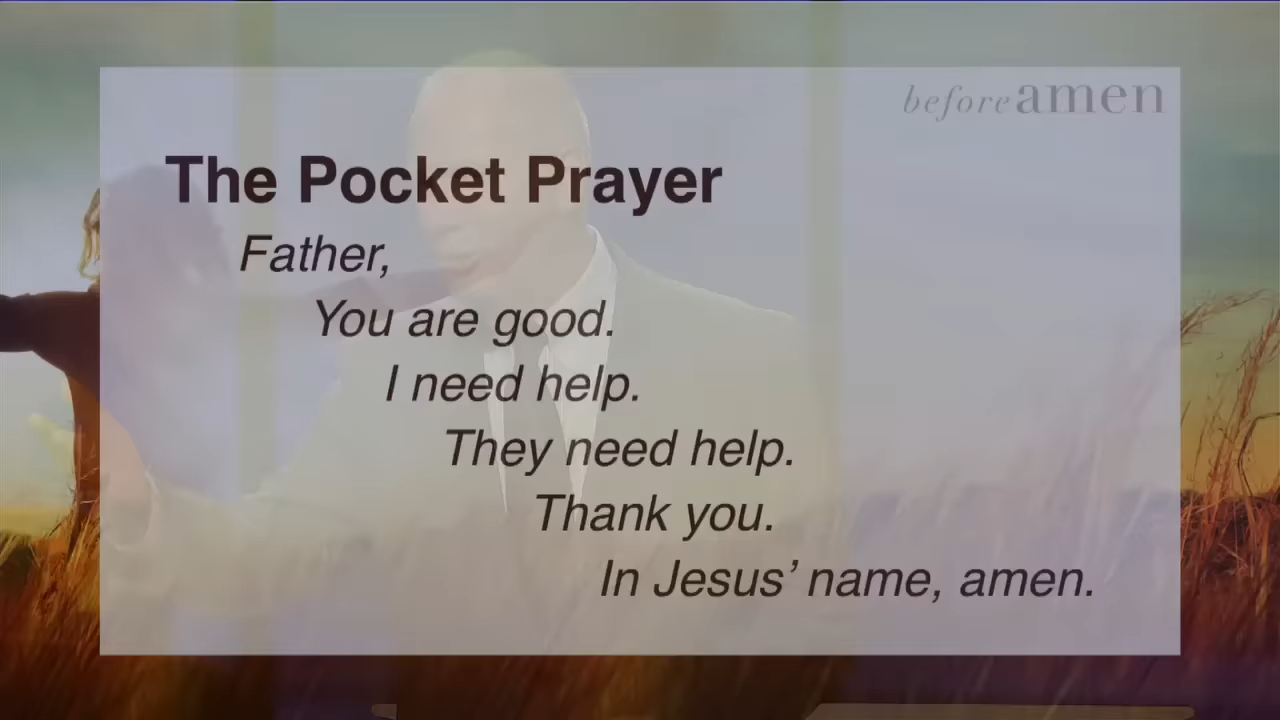 before amen
The Pocket Prayer
Father,
You are good.
I need help.
They need help.
Thank you.
In Jesus’ name, amen.